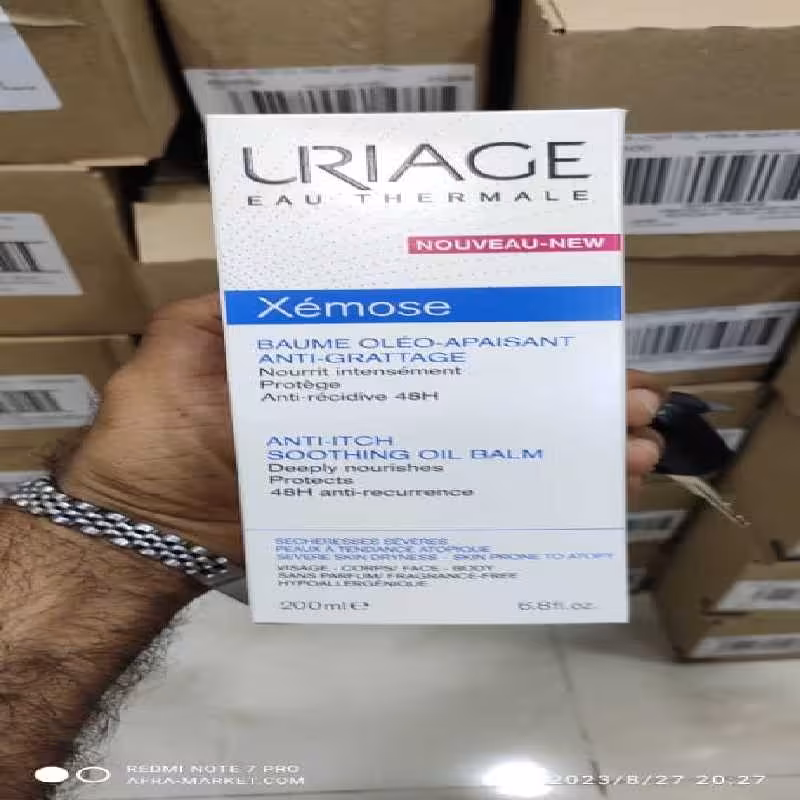 URIAGE
EAU THERMALE
NOUVEAU-NEW
Xémose
BAUME OLÉO-APAISANT
ANTI-GRATTAGE
Nourrit intensément
Protège
Anti-récidive 48H
ANTI-ITCH
SOOTHING OIL BALM
Deeply nourishes
Protects
48H anti-recurrence
SÉCHERESSES SÉVÈRES
PEAUX À TENDANCE ATOPIQUE
SEVERE SKIN DRYNESS - SKIN PRONE TO ATOPY
VISAGE - CORPS/ FACE - BODY
SANS PARFUM/ FRAGRANCE-FREE
HYPOALLERGÉNIQUE
200ml e 6.8fl.oz.
REDMI NOTE 7 PRO
AFRA-MARKET.COM
2023/8/27 20:27